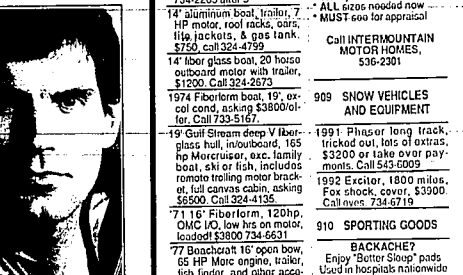 14' aluminum boat, trailer, 7
HP motor, roof racks, oars,
life jackets, & gas tank.
$750, call 324-4799
14' fiber glass boat, 20 horse
outboard motor with trailer,
$1200. Call 324-2673
1974 Fiberform boat, 19', ex-
col cond, asking $3800/of-
fer. Call 733-5167.
19' Gulf Stream deep V fiber-
glass hull, in/outboard, 165
hp Mercruiser, exc. family
boat, ski or fish, includes
remote trolling motor brack-
et, full canvas cabin, asking
$6500. Call 324-4135.
'71 16' Fiberform, 120hp,
OMC I/O, low hrs on motor,
loaded! $3800 734-6631
'77 Beachcraft 16' open bow,
65 HP Merc engine, trailer,
fish finder, and other acce-
* ALL sizes needed now
* MUST see for appraisal
Call INTERMOUNTAIN
MOTOR HOMES,
536-2301
909 SNOW VEHICLES
AND EQUIPMENT
1991 Phaser long track,
tricked out, lots of extras,
$3200 or take over pay-
ments. Call 543-6009
1992 Exciter, 1800 miles,
Fox shock, cover, $3900.
Call eves. 734-6719
910 SPORTING GOODS
BACKACHE?
Enjoy "Better Sleep" pads
Used in hospitals nationwide